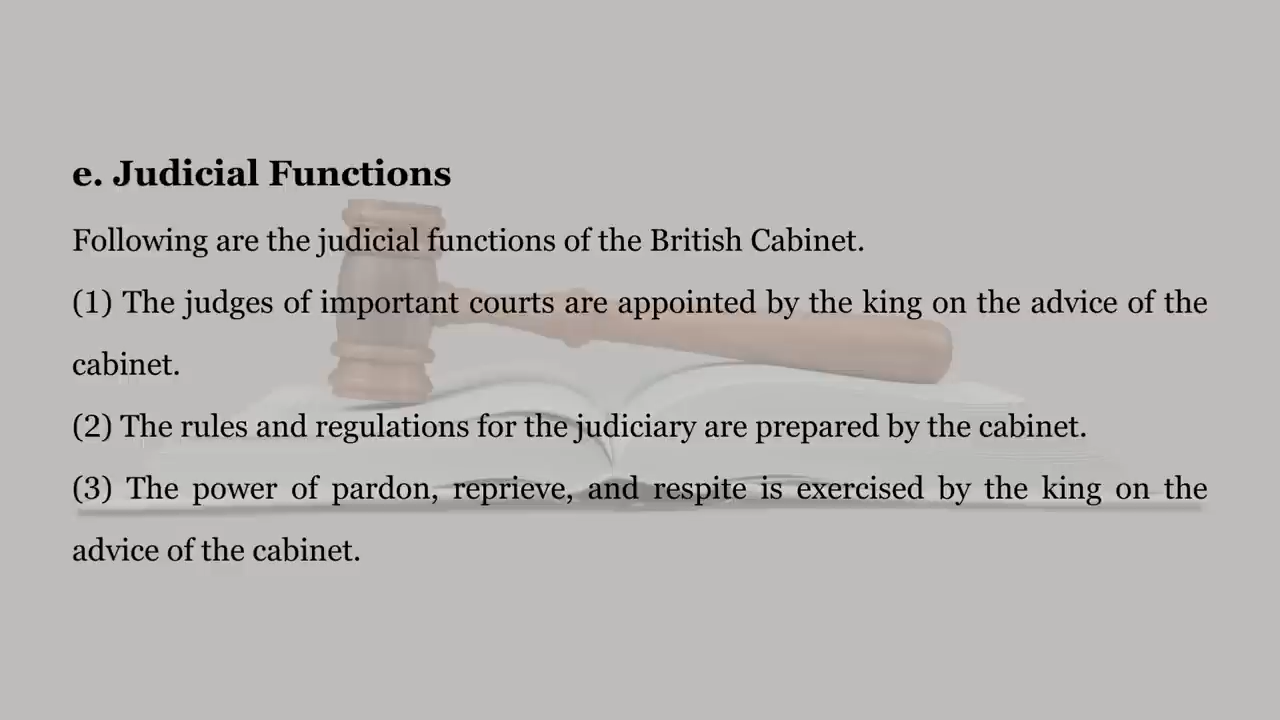 e. Judicial Functions
Following are the judicial functions of the British Cabinet.
(1) The judges of important courts are appointed by the king on the advice of the
cabinet.
(2) The rules and regulations for the judiciary are prepared by the cabinet.
(3) The power of pardon, reprieve, and respite is exercised by the king on the
advice of the cabinet.